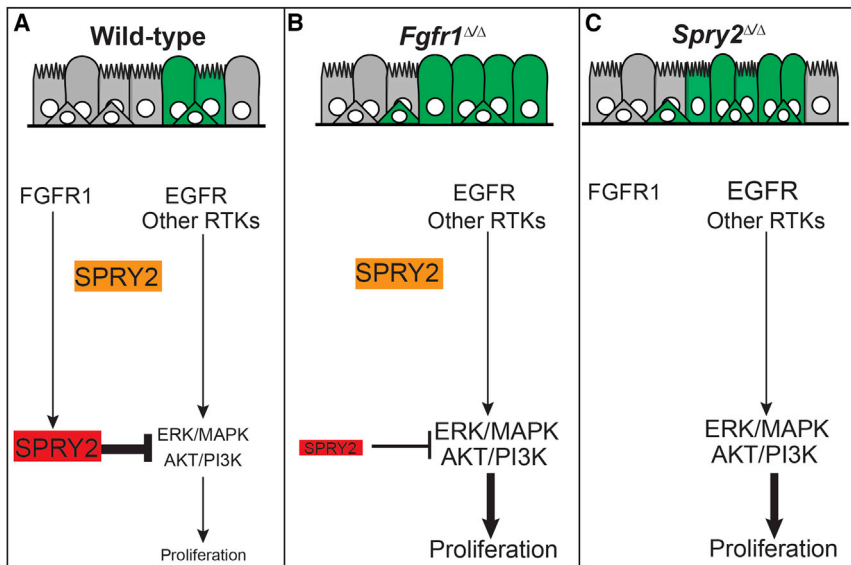 A
Wild-type
FGFR1
EGFR
Other RTKs
SPRY2
SPRY2
ERK/MAPK
AKT/PI3K
Proliferation
B
Fgfr1Δ/Δ
EGFR
Other RTKs
SPRY2
SPRY2
ERK/MAPK
AKT/PI3K
Proliferation
C
Spry2Δ/Δ
FGFR1
EGFR
Other RTKs
ERK/MAPK
AKT/PI3K
Proliferation